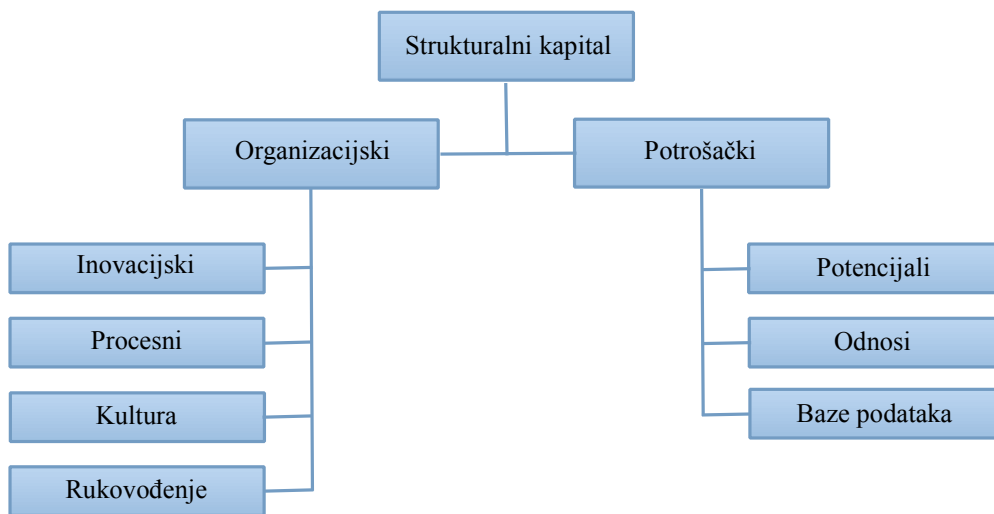 Strukturalni kapital
Organizacijski
Potrošački
Inovacijski
Procesni
Kultura
Rukovođenje
Potencijali
Odnosi
Baze podataka